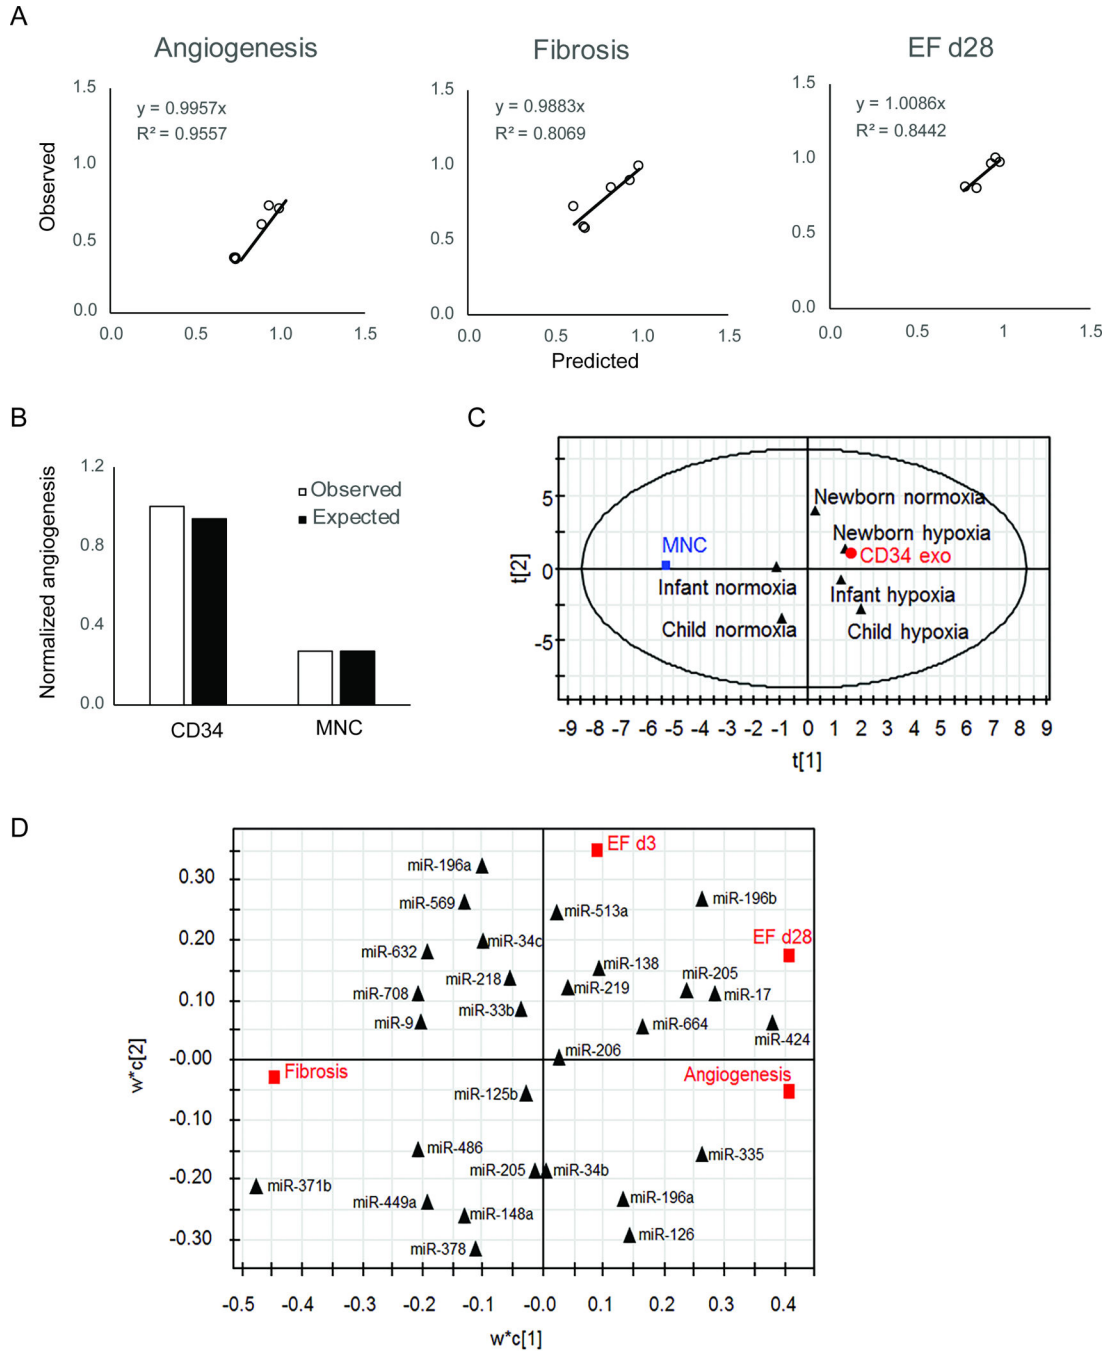 A
Angiogenesis
Fibrosis
EF d28
1.5
y = 0.9957x
R² = 0.9557
1.0
0.5
0.0
0.0
0.5
1.0
1.5
Observed
1.5
y = 0.9883x
R² = 0.8069
1.0
0.5
0.0
0.0
0.5
1.0
1.5
Predicted
1.5
y = 1.0086x
R² = 0.8442
1.0
0.5
0.0
0.0
0.5
1
1.5
B
Normalized angiogenesis
1.2
0.8
0.4
0.0
Observed
Expected
CD34
MNC
C
t[2]
5
0
-5
Newborn normoxia
Newborn hypoxia
MNC
CD34 exo
Infant normoxia
Infant hypoxia
Child normoxia
Child hypoxia
-9 -8 -7 -6 -5 -4 -3 -2 -1 0 1 2 3 4 5 6 7 8 9
t[1]
D
w*c[2]
0.30
0.20
0.10
-0.00
-0.10
-0.20
-0.30
EF d3
miR-196a
miR-569
miR-513a
miR-196b
miR-34c
EF d28
miR-632
miR-138
miR-218
miR-205
miR-219
miR-708
miR-17
miR-33b
miR-9
miR-664
miR-424
miR-206
Fibrosis
Angiogenesis
miR-125b
miR-486
miR-335
miR-205
miR-34b
miR-371b
miR-449a
miR-196a
miR-148a
miR-126
miR-378
-0.5 -0.4 -0.3 -0.2 -0.1 -0.0 0.1 0.2 0.3 0.4
w*c[1]